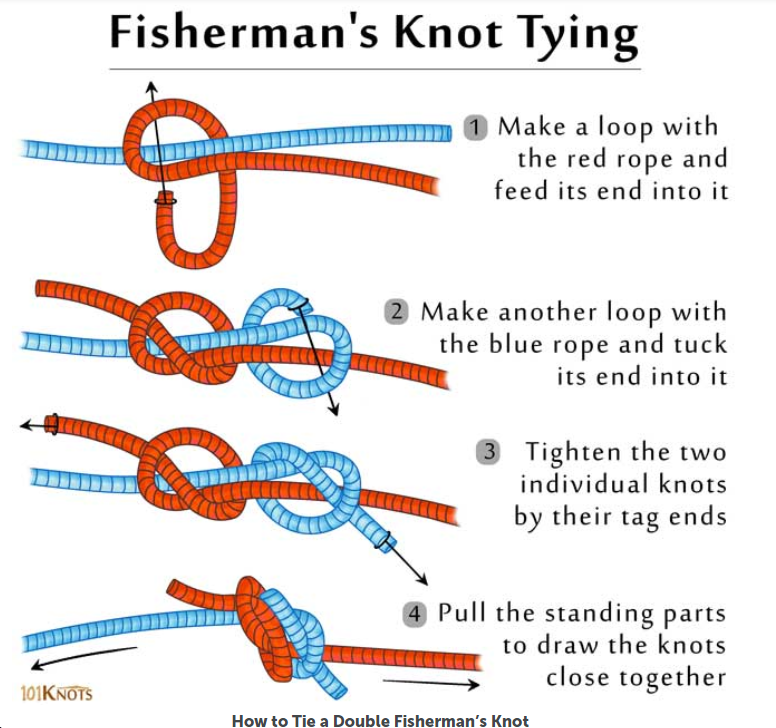 Fisherman's Knot Tying
1 Make a loop with
the red rope and
feed its end into it
2 Make another loop with
the blue rope and tuck
its end into it
3 Tighten the two
individual knots
by their tag ends
4 Pull the standing parts
to draw the knots
close together
101KNOTS
How to Tie a Double Fisherman's Knot